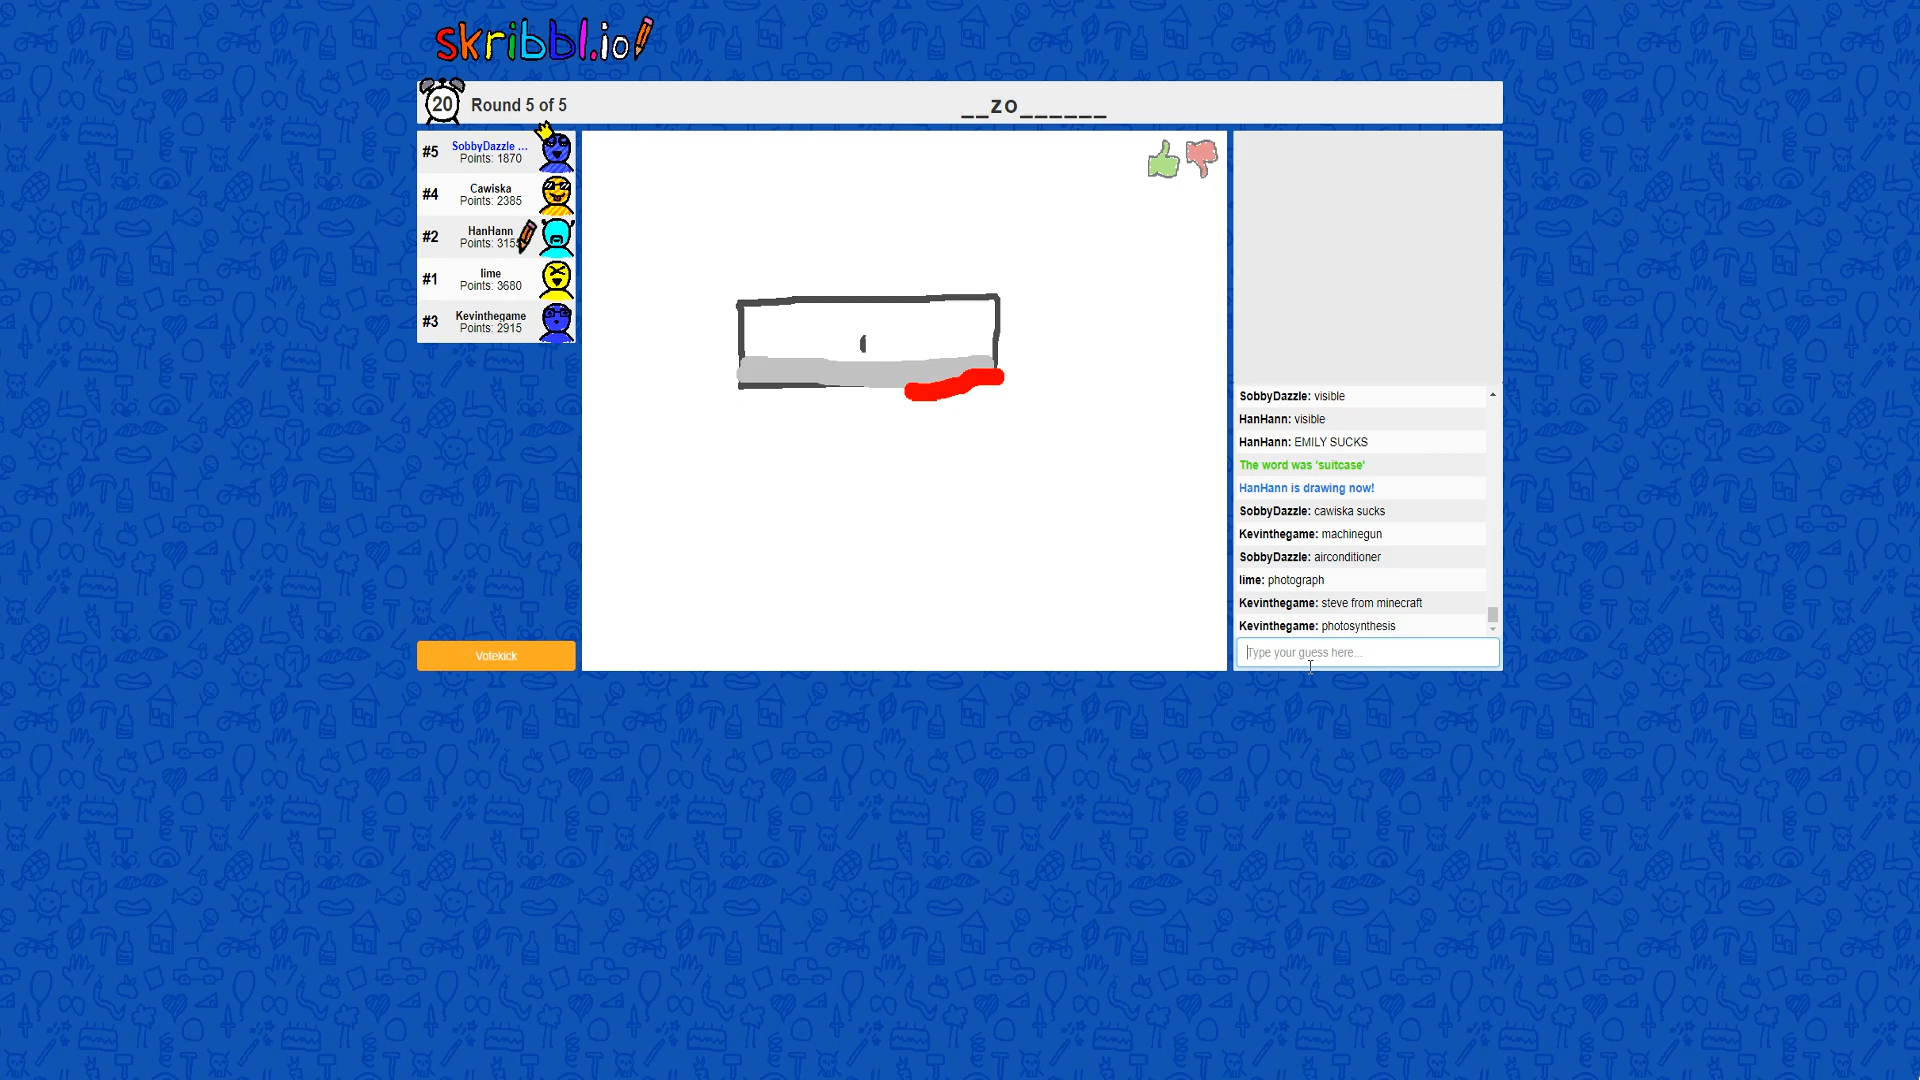 skribbl.io
20 Round 5 of 5 __zo______
#5 SobbyDazzle ...
Points: 1870
#4 Cawiska
Points: 2385
#2 HanHann
Points: 3155
#1 lime
Points: 3680
#3 Kevinthegame
Points: 2915
Votekick
SobbyDazzle: visible
HanHann: visible
HanHann: EMILY SUCKS
The word was 'suitcase'
HanHann is drawing now!
SobbyDazzle: cawiska sucks
Kevinthegame: machinegun
SobbyDazzle: airconditioner
lime: photograph
Kevinthegame: steve from minecraft
Kevinthegame: photosynthesis
Type your guess here...